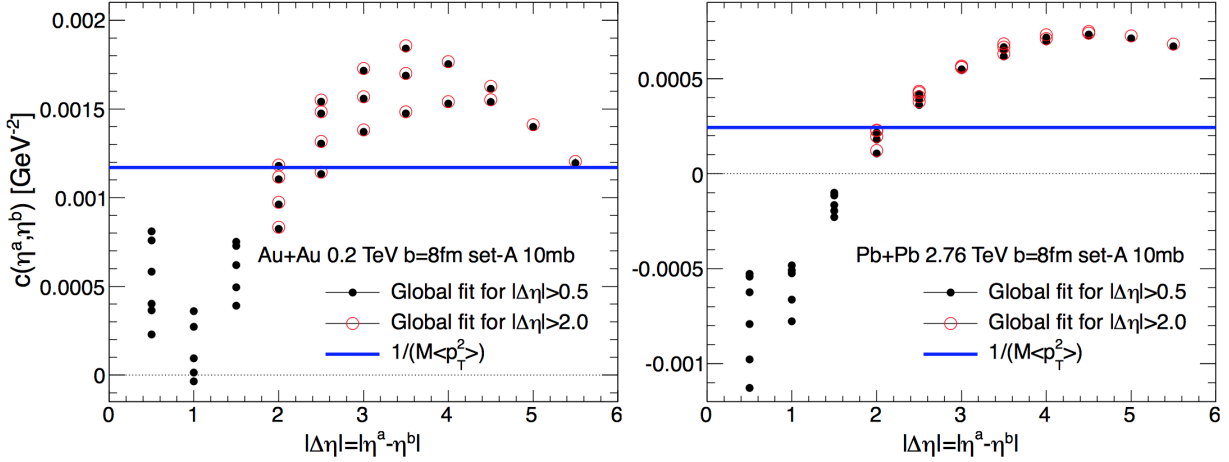 c(η^a,η^b) [GeV^-2]
0.002
0.0015
0.001
0.0005
0
Au+Au 0.2 TeV b=8fm set-A 10mb
Global fit for |Δη|>0.5
Global fit for |Δη|>2.0
1/(M<p_T^2>)
0 1 2 3 4 5 6
|Δη|=|η^a-η^b|
0.0005
0
-0.0005
-0.001
Pb+Pb 2.76 TeV b=8fm set-A 10mb
Global fit for |Δη|>0.5
Global fit for |Δη|>2.0
1/(M<p_T^2>)
0 1 2 3 4 5 6
|Δη|=|η^a-η^b|